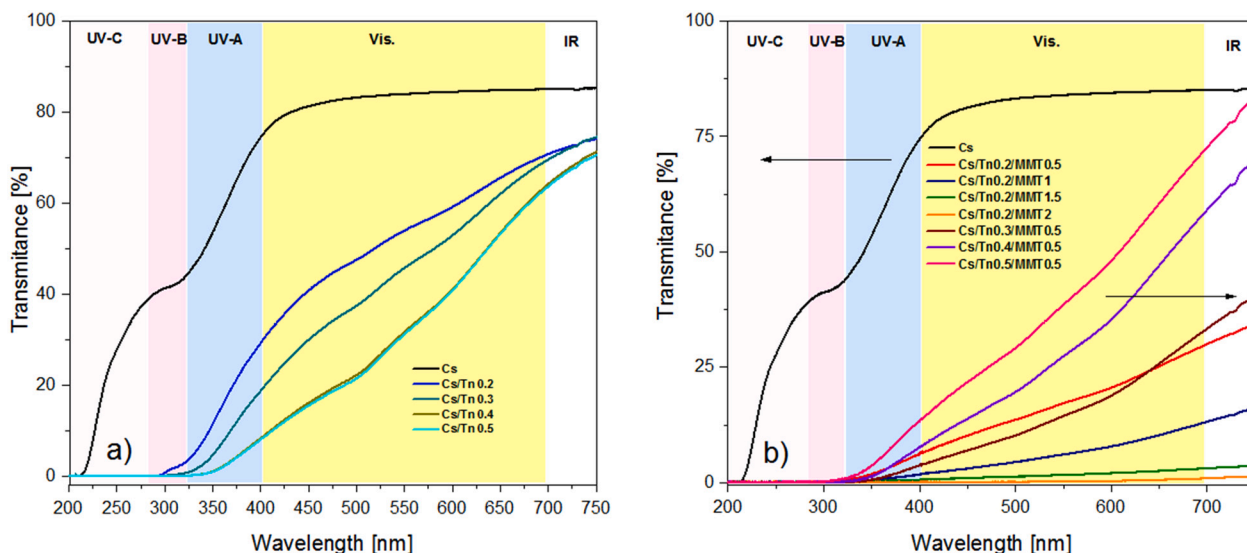 UV-C UV-B UV-A Vis. IR
100
80
60
40
20
0
Transmitance [%]
Cs
Cs/Tn 0.2
Cs/Tn 0.3
Cs/Tn 0.4
Cs/Tn 0.5
a)
200 250 300 350 400 450 500 550 600 650 700 750
Wavelength [nm]
UV-C UV-B UV-A Vis. IR
100
75
50
25
0
Transmitance [%]
Cs
Cs/Tn0.2/MMT0.5
Cs/Tn0.2/MMT1
Cs/Tn0.2/MMT1.5
Cs/Tn0.2/MMT2
Cs/Tn0.3/MMT0.5
Cs/Tn0.4/MMT0.5
Cs/Tn0.5/MMT0.5
b)
200 300 400 500 600 700
Wavelength [nm]